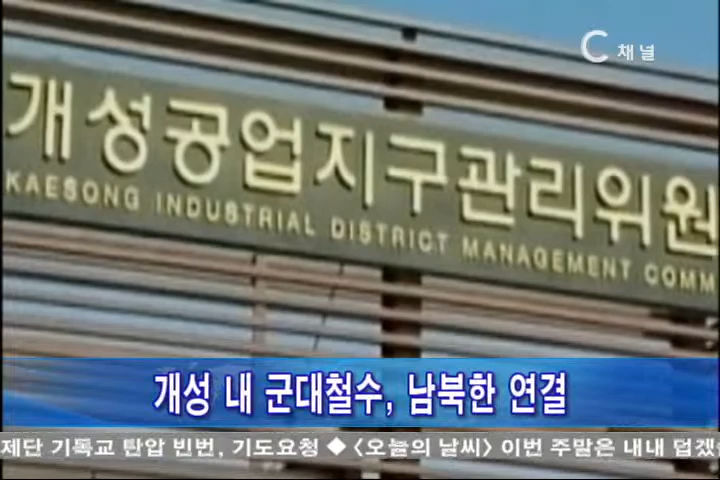 C 채널
개성공업지구관리위원
KAESONG INDUSTRIAL DISTRICT MANAGEMENT COMM
개성 내 군대철수, 남북한 연결
제단 기독교 탄압 빈번, 기도요청 ◆ 〈오늘의 날씨〉 이번 주말은 내내 덥겠